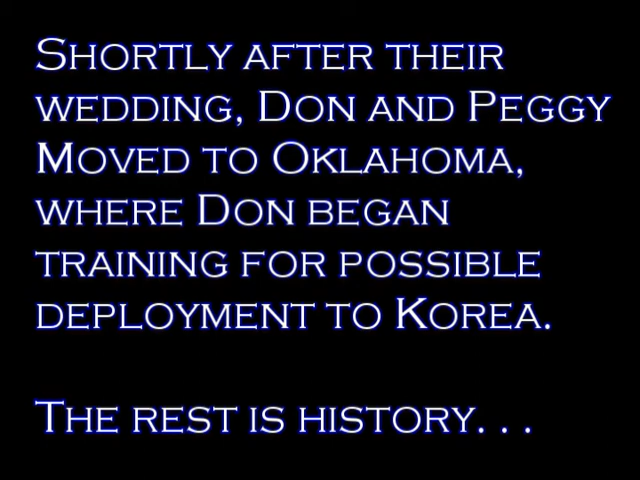 Shortly after their
wedding, Don and Peggy
Moved to Oklahoma,
where Don began
training for possible
deployment to Korea.
The rest is history. . .